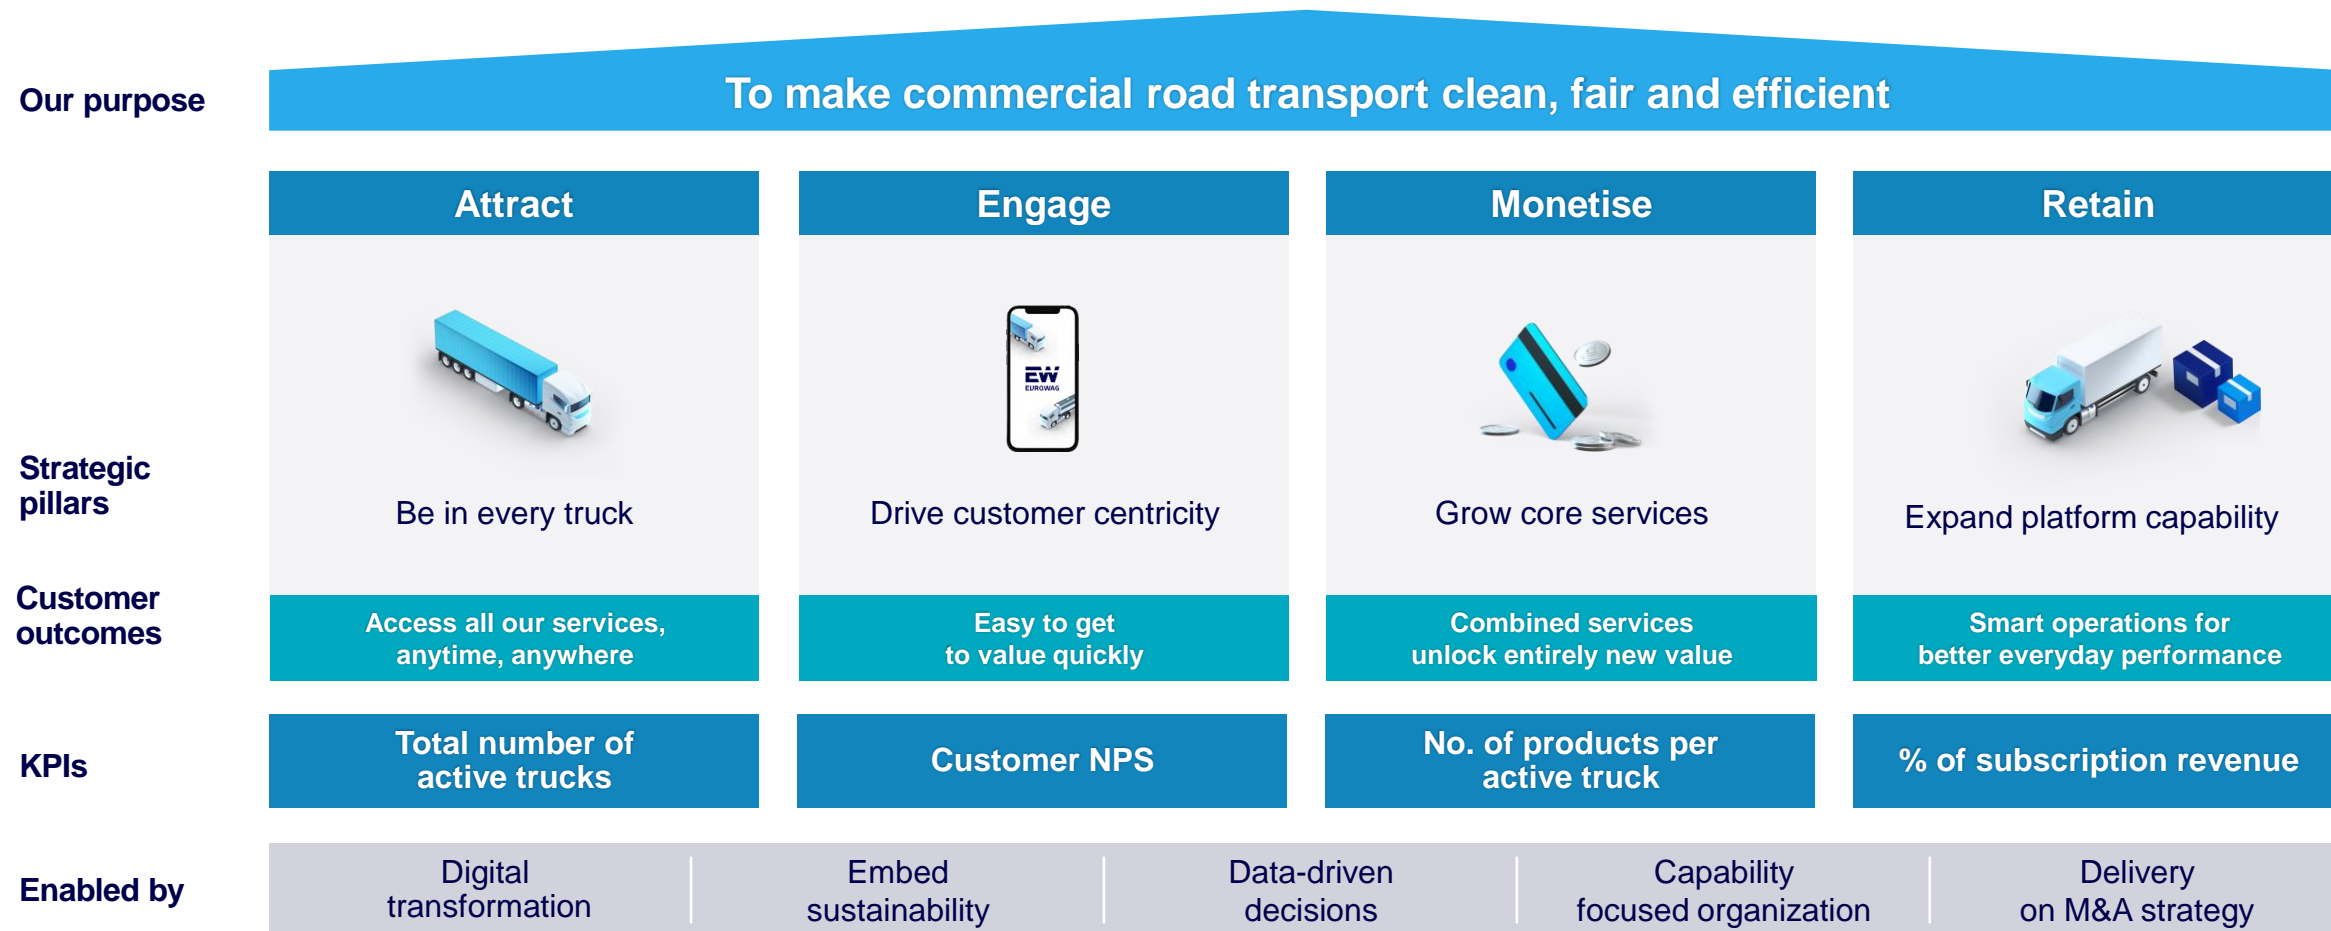 Our purpose
To make commercial road transport clean, fair and efficient
Attract
Engage
Monetise
Retain
EW
EUROWAG
Strategic
pillars
Be in every truck
Drive customer centricity
Grow core services
Expand platform capability
Customer
outcomes
Access all our services,
anytime, anywhere
Easy to get
to value quickly
Combined services
unlock entirely new value
Smart operations for
better everyday performance
KPIs
Total number of
active trucks
Customer NPS
No. of products per
active truck
% of subscription revenue
Enabled by
Digital
transformation
Embed
sustainability
Data-driven
decisions
Capability
focused organization
Delivery
on M&A strategy